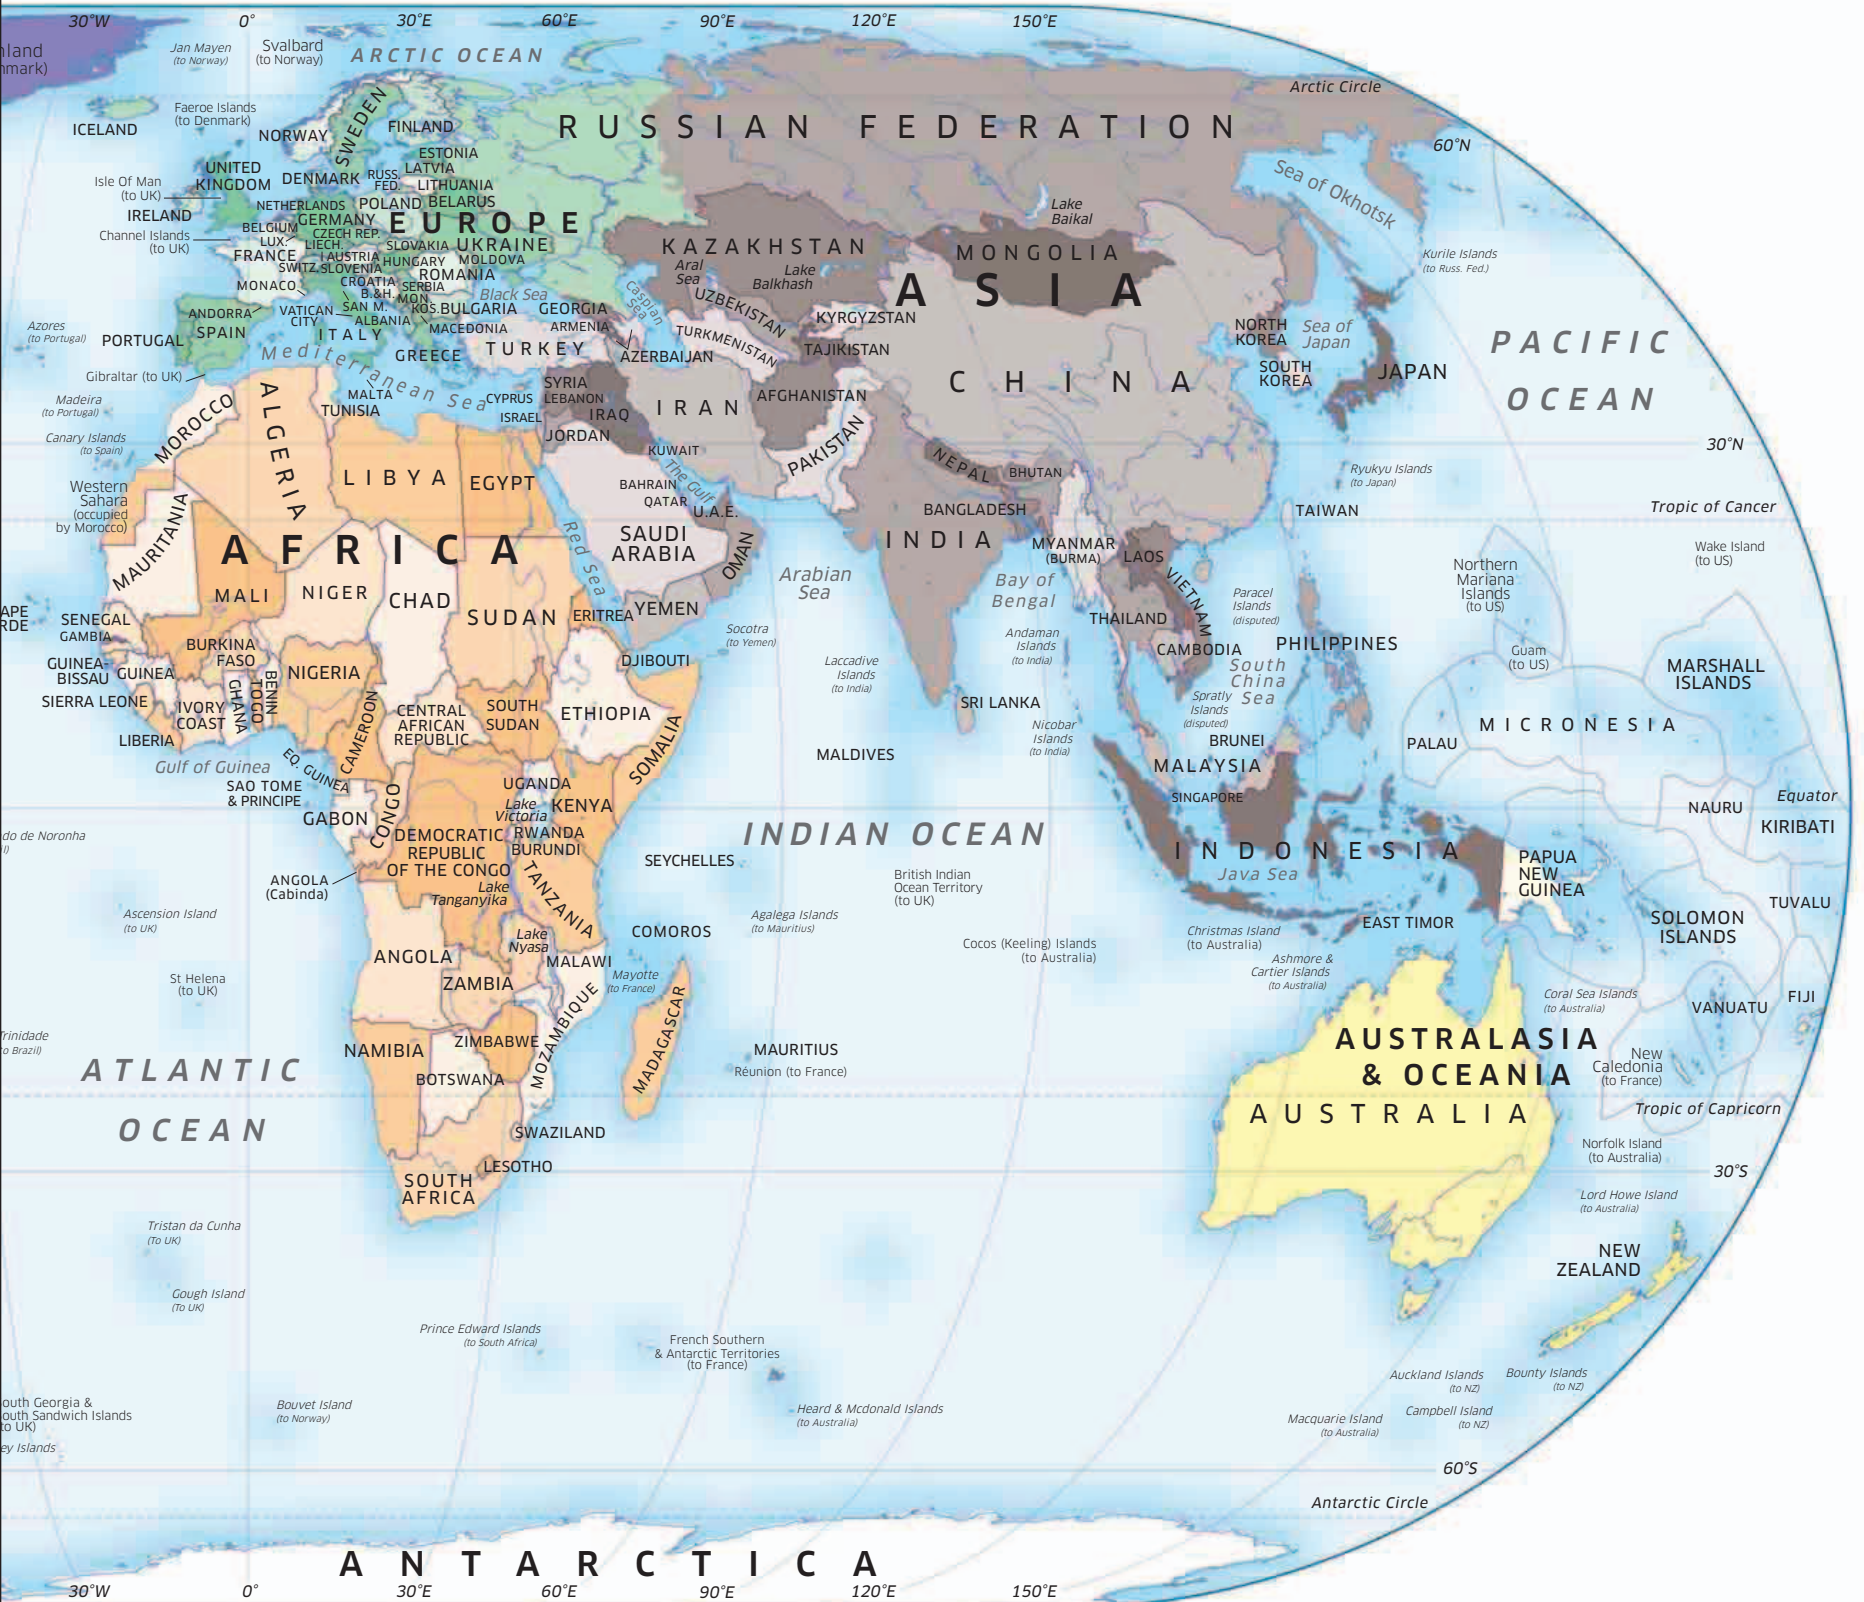 30°W
0°
30°E
60°E
90°E
120°E
150°E
nland
nmark)
Jan Mayen
(to Norway)
Svalbard
(to Norway)
ARCTIC OCEAN
Arctic Circle
ICELAND
Faeroe Islands
(to Denmark)
NORWAY
SWEDEN
FINLAND
RUSSIAN FEDERATION
60°N
ESTONIA
LATVIA
LITHUANIA
RUSS.
FED.
UNITED
KINGDOM
DENMARK
Isle Of Man
(to UK)
IRELAND
NETHERLANDS
POLAND
BELARUS
GERMANY
EUROPE
BELGIUM
CZECH REP.
Channel Islands
(to UK)
LUX.
LIECH.
SLOVAKIA
UKRAINE
FRANCE
AUSTRIA
HUNGARY
MOLDOVA
SWITZ.
SLOVENIA
ROMANIA
MONACO
CROATIA
SERBIA
B.&H.
MON.
ANDORRA
VATICAN
CITY
SAN M.
KOS.
BULGARIA
ALBANIA
MACEDONIA
Black Sea
GEORGIA
ARMENIA
AZERBAIJAN
Caspian
Sea
Azores
(to Portugal)
PORTUGAL
SPAIN
ITALY
GREECE
TURKEY
Gibraltar (to UK)
Mediterranean Sea
MALTA
CYPRUS
SYRIA
LEBANON
ISRAEL
IRAQ
JORDAN
KAZAKHSTAN
Aral
Sea
Lake
Balkhash
UZBEKISTAN
TURKMENISTAN
KYRGYZSTAN
TAJIKISTAN
AFGHANISTAN
IRAN
PAKISTAN
Lake
Baikal
MONGOLIA
ASIA
CHINA
Sea of Okhotsk
Kurile Islands
(to Russ. Fed.)
NORTH
KOREA
Sea of
Japan
SOUTH
KOREA
JAPAN
PACIFIC
OCEAN
30°N
Ryukyu Islands
(to Japan)
Tropic of Cancer
TAIWAN
Madeira
(to Portugal)
Canary Islands
(to Spain)
MOROCCO
TUNISIA
ALGERIA
LIBYA
EGYPT
Western
Sahara
(occupied
by Morocco)
MAURITANIA
AFRICA
MALI
NIGER
CHAD
SUDAN
Red Sea
ERITREA
KUWAIT
The Gulf
BAHRAIN
QATAR
U.A.E.
SAUDI
ARABIA
OMAN
YEMEN
Arabian
Sea
Socotra
(to Yemen)
NEPAL
BHUTAN
BANGLADESH
INDIA
MYANMAR
(BURMA)
LAOS
VIETNAM
THAILAND
CAMBODIA
Bay of
Bengal
Andaman
Islands
(to India)
Laccadive
Islands
(to India)
SRI LANKA
Nicobar
Islands
(to India)
MALDIVES
Paracel
Islands
(disputed)
PHILIPPINES
South
China
Sea
Spratly
Islands
(disputed)
BRUNEI
MALAYSIA
SINGAPORE
Northern
Mariana
Islands
(to US)
Wake Island
(to US)
Guam
(to US)
MARSHALL
ISLANDS
MICRONESIA
PALAU
NAURU
Equator
KIRIBATI
APE
RDE
SENEGAL
GAMBIA
GUINEA-
BISSAU
GUINEA
SIERRA LEONE
LIBERIA
BURKINA
FASO
IVORY
COAST
GHANA
TOGO
BENIN
NIGERIA
CAMEROON
CENTRAL
AFRICAN
REPUBLIC
SOUTH
SUDAN
DJIBOUTI
ETHIOPIA
SOMALIA
Gulf of Guinea
EQ. GUINEA
SAO TOME
& PRINCIPE
GABON
CONGO
UGANDA
Lake
Victoria
KENYA
DEMOCRATIC
REPUBLIC
OF THE CONGO
RWANDA
BURUNDI
Lake
Tanganyika
TANZANIA
ANGOLA
(Cabinda)
do de Noronha
il)
INDIAN OCEAN
SEYCHELLES
British Indian
Ocean Territory
(to UK)
Agalega Islands
(to Mauritius)
Cocos (Keeling) Islands
(to Australia)
INDONESIA
Java Sea
Christmas Island
(to Australia)
Ashmore &
Cartier Islands
(to Australia)
EAST TIMOR
PAPUA
NEW
GUINEA
SOLOMON
ISLANDS
TUVALU
Ascension Island
(to UK)
St Helena
(to UK)
ANGOLA
ZAMBIA
Lake
Nyasa
MALAWI
COMOROS
Mayotte
(to France)
MOZAMBIQUE
MADAGASCAR
ZIMBABWE
NAMIBIA
BOTSWANA
Trinidade
to Brazil)
ATLANTIC
OCEAN
MAURITIUS
Réunion (to France)
SWAZILAND
LESOTHO
SOUTH
AFRICA
AUSTRALASIA
& OCEANIA
AUSTRALIA
Coral Sea Islands
(to Australia)
VANUATU
FIJI
New
Caledonia
(to France)
Tropic of Capricorn
Norfolk Island
(to Australia)
30°S
Lord Howe Island
(to Australia)
NEW
ZEALAND
Tristan da Cunha
(To UK)
Gough Island
(To UK)
Prince Edward Islands
(to South Africa)
French Southern
& Antarctic Territories
(to France)
Heard & Mcdonald Islands
(to Australia)
Bouvet Island
(to Norway)
outh Georgia &
outh Sandwich Islands
to UK)
ey Islands
Auckland Islands
(to NZ)
Bounty Islands
(to NZ)
Campbell Island
(to NZ)
Macquarie Island
(to Australia)
60°S
Antarctic Circle
ANTARCTICA
30°W
0°
30°E
60°E
90°E
120°E
150°E